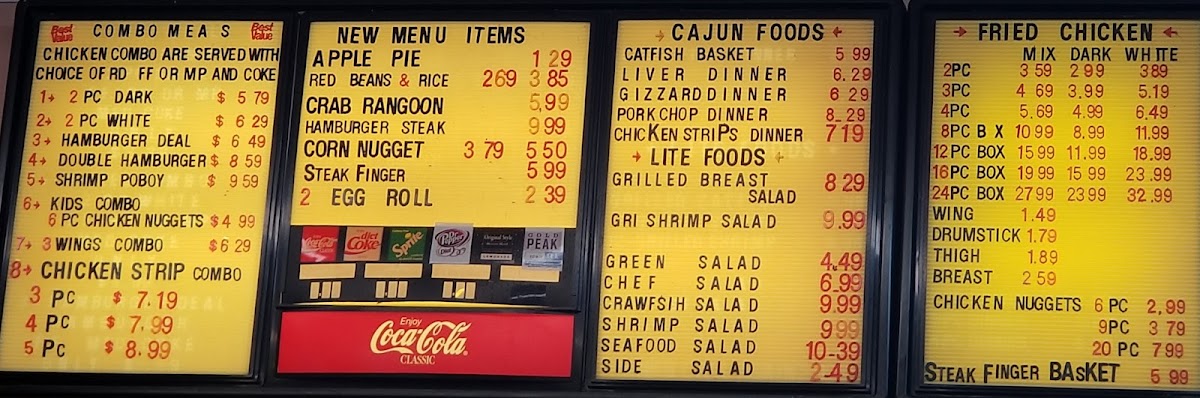 Best Value COMBO MEA S Best Value
CHICKEN COMBO ARE SERVED WITH
CHOICE OF RD FF OR MP AND COKE
1→ 2 PC DARK $ 5 79
2→ 2 PC WHITE $ 6 29
3→ HAMBURGER DEAL $ 6 49
4→ DOUBLE HAMBURGER $ 8 59
5→ SHRIMP POBOY $ 9 59
6→ KIDS COMBO
6 PC CHICKEN NUGGETS $4 99
7→ 3 WINGS COMBO $6 29
8→ CHICKEN STRIP COMBO
3 PC $ 7.19
4 PC $ 7,99
5 PC $ 8,99
NEW MENU ITEMS
APPLE PIE 1 29
RED BEANS & RICE 269 3 85
CRAB RANGOON 5,99
HAMBURGER STEAK 9 99
CORN NUGGET 3 79 5 50
STEAK FINGER 5 99
2 EGG ROLL 2 39
Coca-Cola
diet Coke
Sprite
Dr Pepper
Original Style
GOLD PEAK
Enjoy
Coca-Cola
CLASSIC
→ CAJUN FOODS ←
CATFISH BASKET 5 99
LIVER DINNER 6.29
GIZZARD DINNER 6 29
PORK CHOP DINNER 8-29
CHICKEN STRIPS DINNER 7 19
→ LITE FOODS ←
GRILLED BREAST SALAD 8 29
GRI SHRIMP SALAD 9.99
GREEN SALAD 4.49
CHEF SALAD 6.99
CRAWFSIH SALAD 9.99
SHRIMP SALAD 9 99
SEAFOOD SALAD 10-39
SIDE SALAD 2-49
→ FRIED CHICKEN ←
MIX DARK WHITE
2PC 3 59 2 99 3 89
3PC 4 69 3.99 5.19
4PC 5,69 4.99 6.49
8PC B X 10 99 8.99 11.99
12 PC BOX 15 99 11.99 18.99
16PC BOX 19 99 15 99 23 .99
24PC BOX 27 99 23 99 32.99
WING 1.49
DRUMSTICK 1.79
THIGH 1.89
BREAST 2 59
CHICKEN NUGGETS 6 PC 2,99
9PC 3 79
20 PC 7 99
STEAK FINGER BASKET 5 99